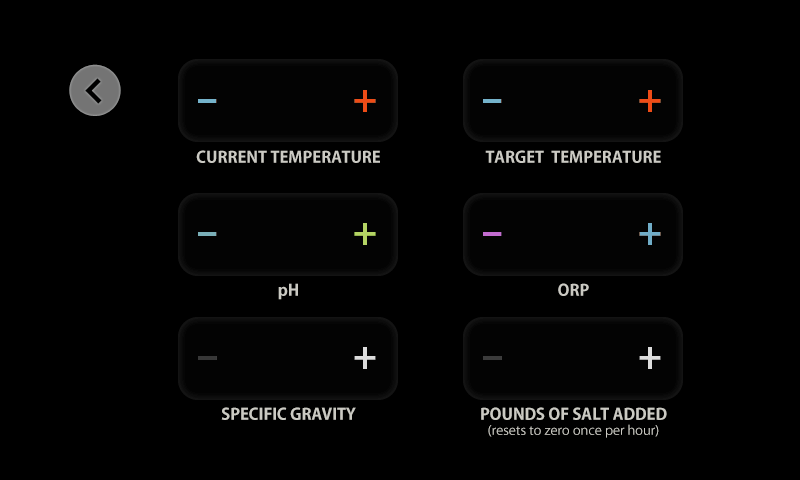 − +
− +
CURRENT TEMPERATURE
TARGET TEMPERATURE
− +
− +
pH
ORP
− +
− +
SPECIFIC GRAVITY
POUNDS OF SALT ADDED
(resets to zero once per hour)